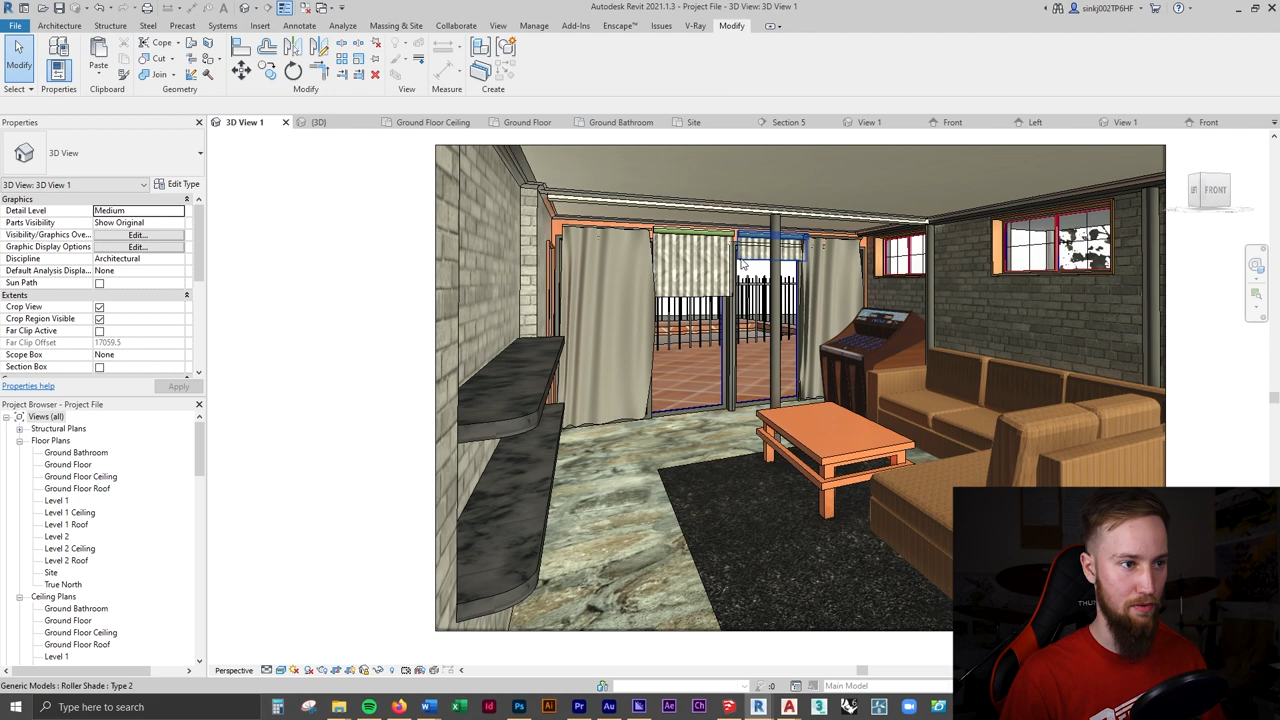 Autodesk Revit 2021.1.3 - Project File - 3D View: 3D View 1
sinkj002TP6HF
File Architecture Structure Steel Precast Systems Insert Annotate Analyze Massing & Site Collaborate View Manage Add-Ins Enscape™ Issues V-Ray Modify
Cope
Cut
Join
Modify
Properties
Paste
Select Properties Clipboard Geometry Modify View Measure Create
Properties
3D View 1 {3D} Ground Floor Ceiling Ground Floor Ground Bathroom Site Section 5 View 1 Front Left View 1 Front
3D View
3D View: 3D View 1 Edit Type
Graphics
Detail Level Medium
Parts Visibility Show Original
Visibility/Graphics Ove... Edit...
Graphic Display Options Edit...
Discipline Architectural
Default Analysis Displa... None
Sun Path
Extents
Crop View
Crop Region Visible
Far Clip Active
Far Clip Offset 17059.5
Scope Box None
Section Box
Properties help Apply
Project Browser - Project File
Views (all)
Structural Plans
Floor Plans
Ground Bathroom
Ground Floor
Ground Floor Ceiling
Ground Floor Roof
Level 1
Level 1 Ceiling
Level 1 Roof
Level 2
Level 2 Ceiling
Level 2 Roof
Site
True North
Ceiling Plans
Ground Bathroom
Ground Floor
Ground Floor Ceiling
Ground Floor Roof
Level 1
FRONT
Perspective
Generic Models : Roller Shade : Type 2
:0
Main Model
Type here to search